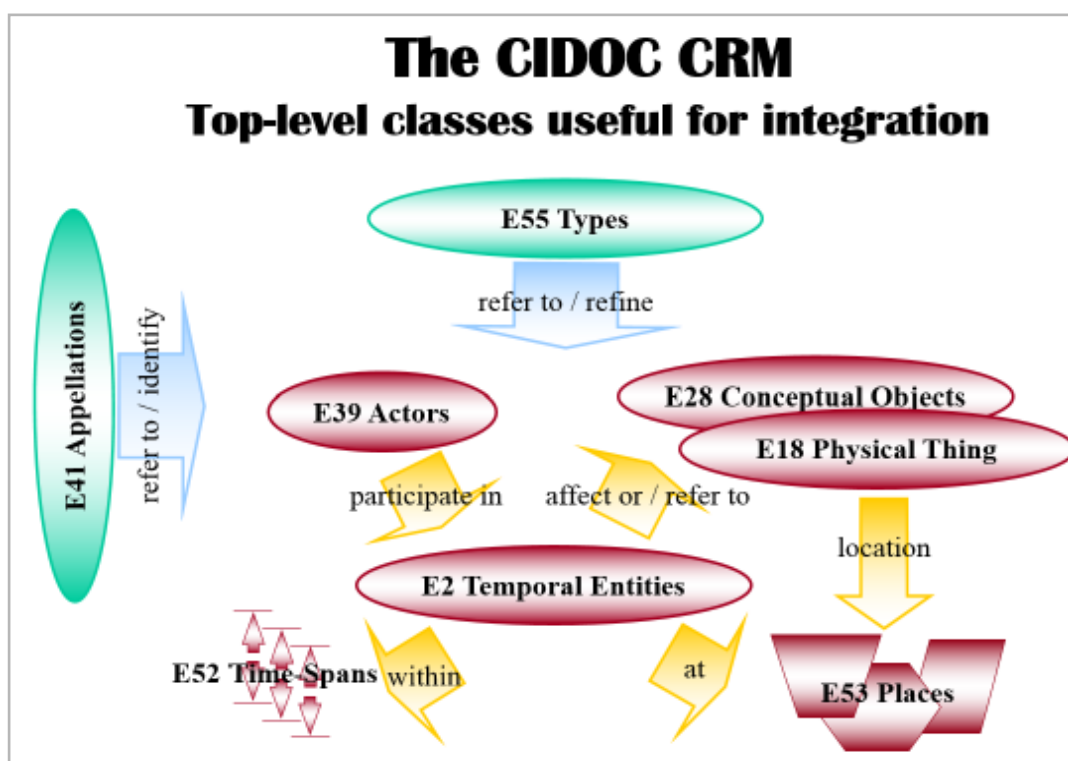 The CIDOC CRM
Top-level classes useful for integration
E55 Types
refer to / refine
E41 Appellations
refer to / identify
E39 Actors
E28 Conceptual Objects
E18 Physical Thing
participate in
affect or / refer to
location
E2 Temporal Entities
E52 Time-Spans
within
at
E53 Places